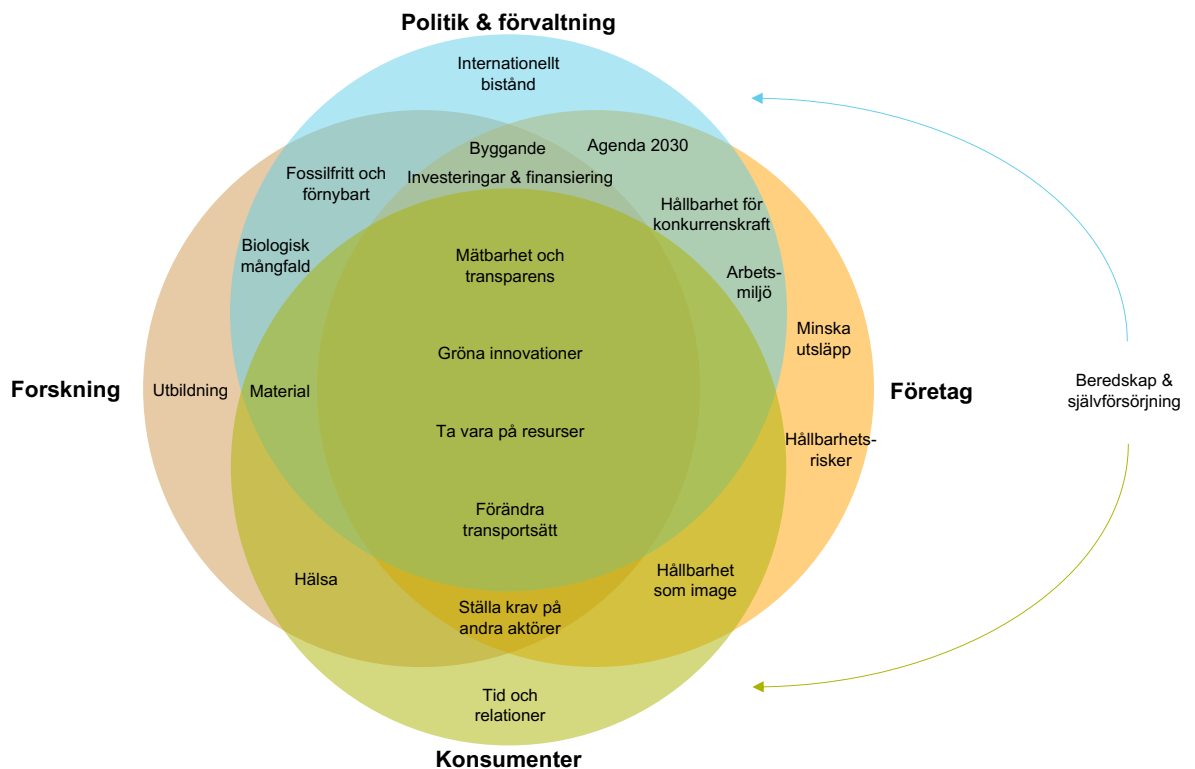 Politik & förvaltning
Internationellt
bistånd
Byggande
Agenda 2030
Fossilfritt och
förnybart
Investeringar & finansiering
Hållbarhet för
konkurrenskraft
Biologisk
mångfald
Mätbarhet och
transparens
Arbets-
miljö
Minska
utsläpp
Gröna innovationer
Forskning
Utbildning
Material
Företag
Beredskap &
självförsörjning
Ta vara på resurser
Hållbarhets-
risker
Förändra
transportsätt
Hälsa
Hållbarhet
som image
Ställa krav på
andra aktörer
Tid och
relationer
Konsumenter